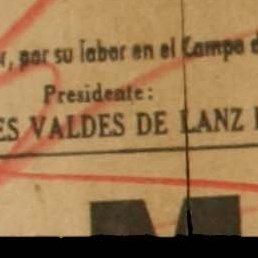 r, por su labor en el Campo d
Presidente:
ES VALDES DE LANZ